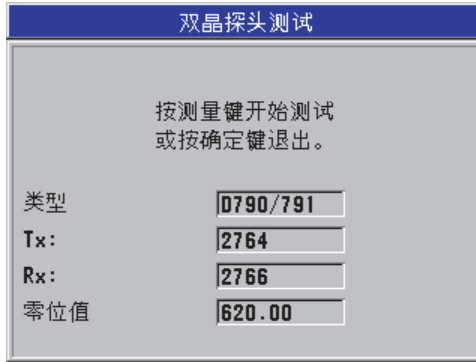 双晶探头测试
按测量键开始测试
或按确定键退出。
类型 D790/791
Tx: 2764
Rx: 2766
零位值 620.00